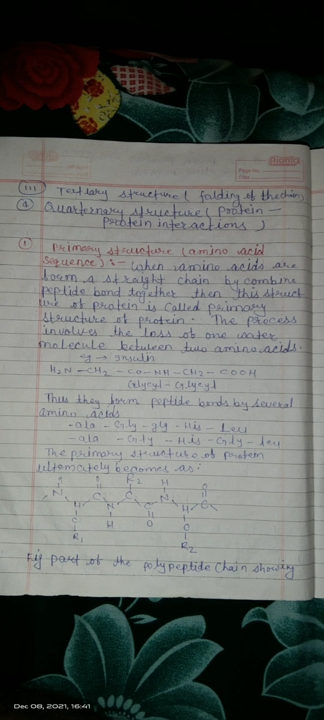 (III) Tertiary structure ( folding of the chain)
(4) Quarternary structure ( Protein –
protein interactions )
(1) Primary structure (amino acid
sequence) :– When amino acids are
form a straight chain by combine
peptide bond together then this struct
ure of protein is called primary
structure of protein. The process
involves the loss of one water
molecule between two amino acids.
eg → insulin
H₂N – CH₂ – CO – NH – CH₂ – COOH
Glycyl – Glycyl
Thus they form peptide bonds by several
amino acids
- ala - Gly - gly - His - Leu
- ala - Gly - His - Gly - leu
The primary structure of protein
ultimately becomes as:
R₂ H O
N C C N
H N C H C
C H O C
R₁ R₂
Fig part of the polypeptide chain showing
Dec 08, 2021, 16:41